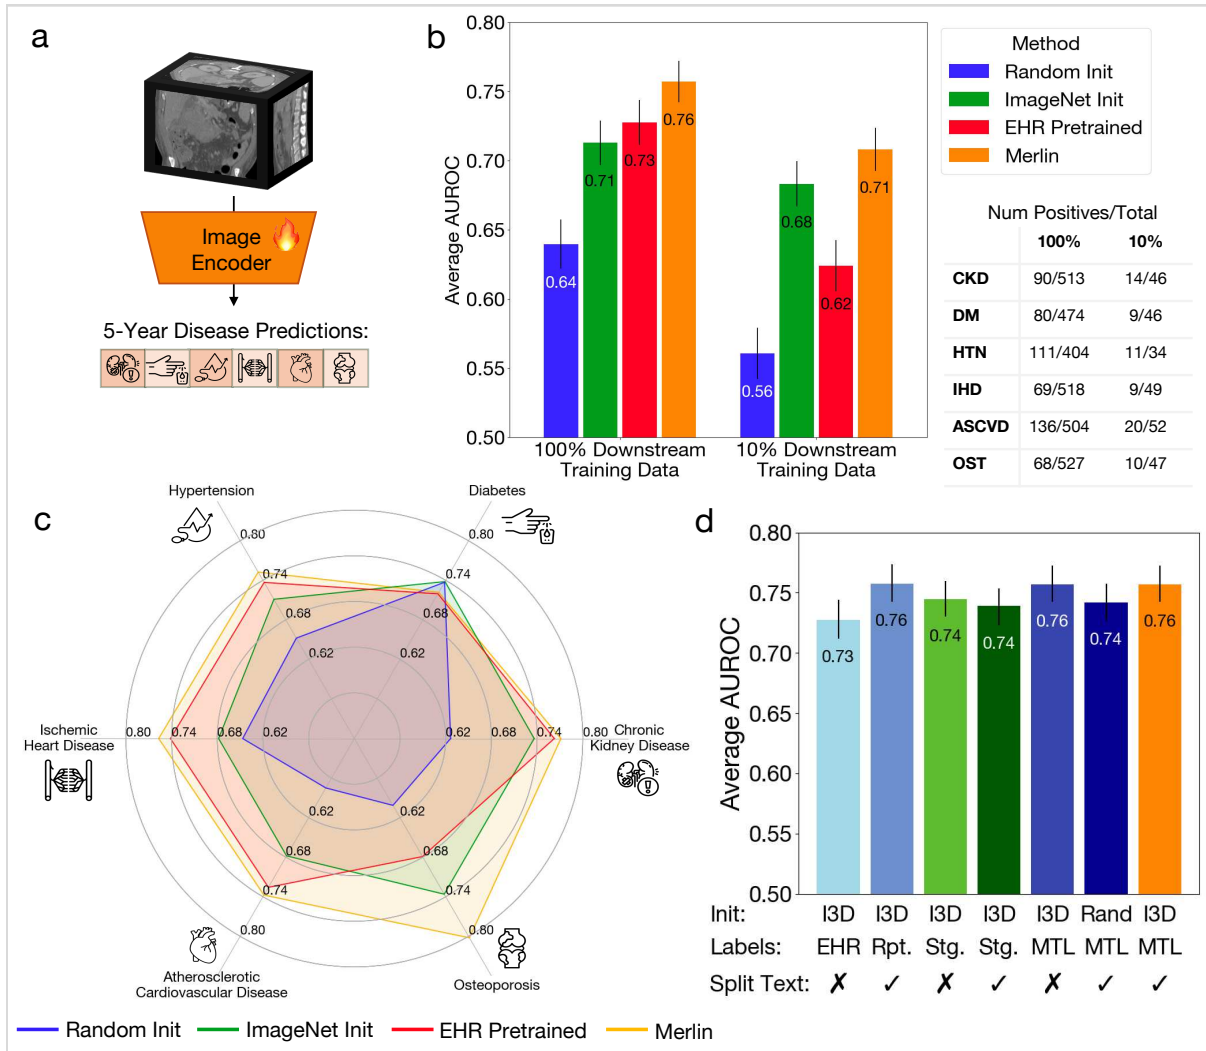 a
Image
Encoder
5-Year Disease Predictions:
b
Average AUROC
0.80
0.75
0.70
0.65
0.60
0.55
0.50
0.64
0.71
0.73
0.76
0.56
0.68
0.62
0.71
100% Downstream
Training Data
10% Downstream
Training Data
Method
Random Init
ImageNet Init
EHR Pretrained
Merlin
Num Positives/Total
100% 10%
CKD 90/513 14/46
DM 80/474 9/46
HTN 111/404 11/34
IHD 69/518 9/49
ASCVD 136/504 20/52
OST 68/527 10/47
c
Hypertension
0.80
0.74
0.68
0.62
Diabetes
0.80
0.74
0.68
0.62
Ischemic
Heart Disease
0.80 0.74 0.68 0.62
0.62 0.68 0.74 0.80
Chronic
Kidney Disease
0.62
0.68
0.74
0.80
Atherosclerotic
Cardiovascular Disease
0.62
0.68
0.74
0.80
Osteoporosis
Random Init ImageNet Init EHR Pretrained Merlin
d
Average AUROC
0.80
0.75
0.70
0.65
0.60
0.55
0.50
0.73
0.76
0.74
0.74
0.76
0.74
0.76
Init: I3D I3D I3D I3D I3D Rand I3D
Labels: EHR Rpt. Stg. Stg. MTL MTL MTL
Split Text: ✗ ✓ ✗ ✓ ✗ ✓ ✓